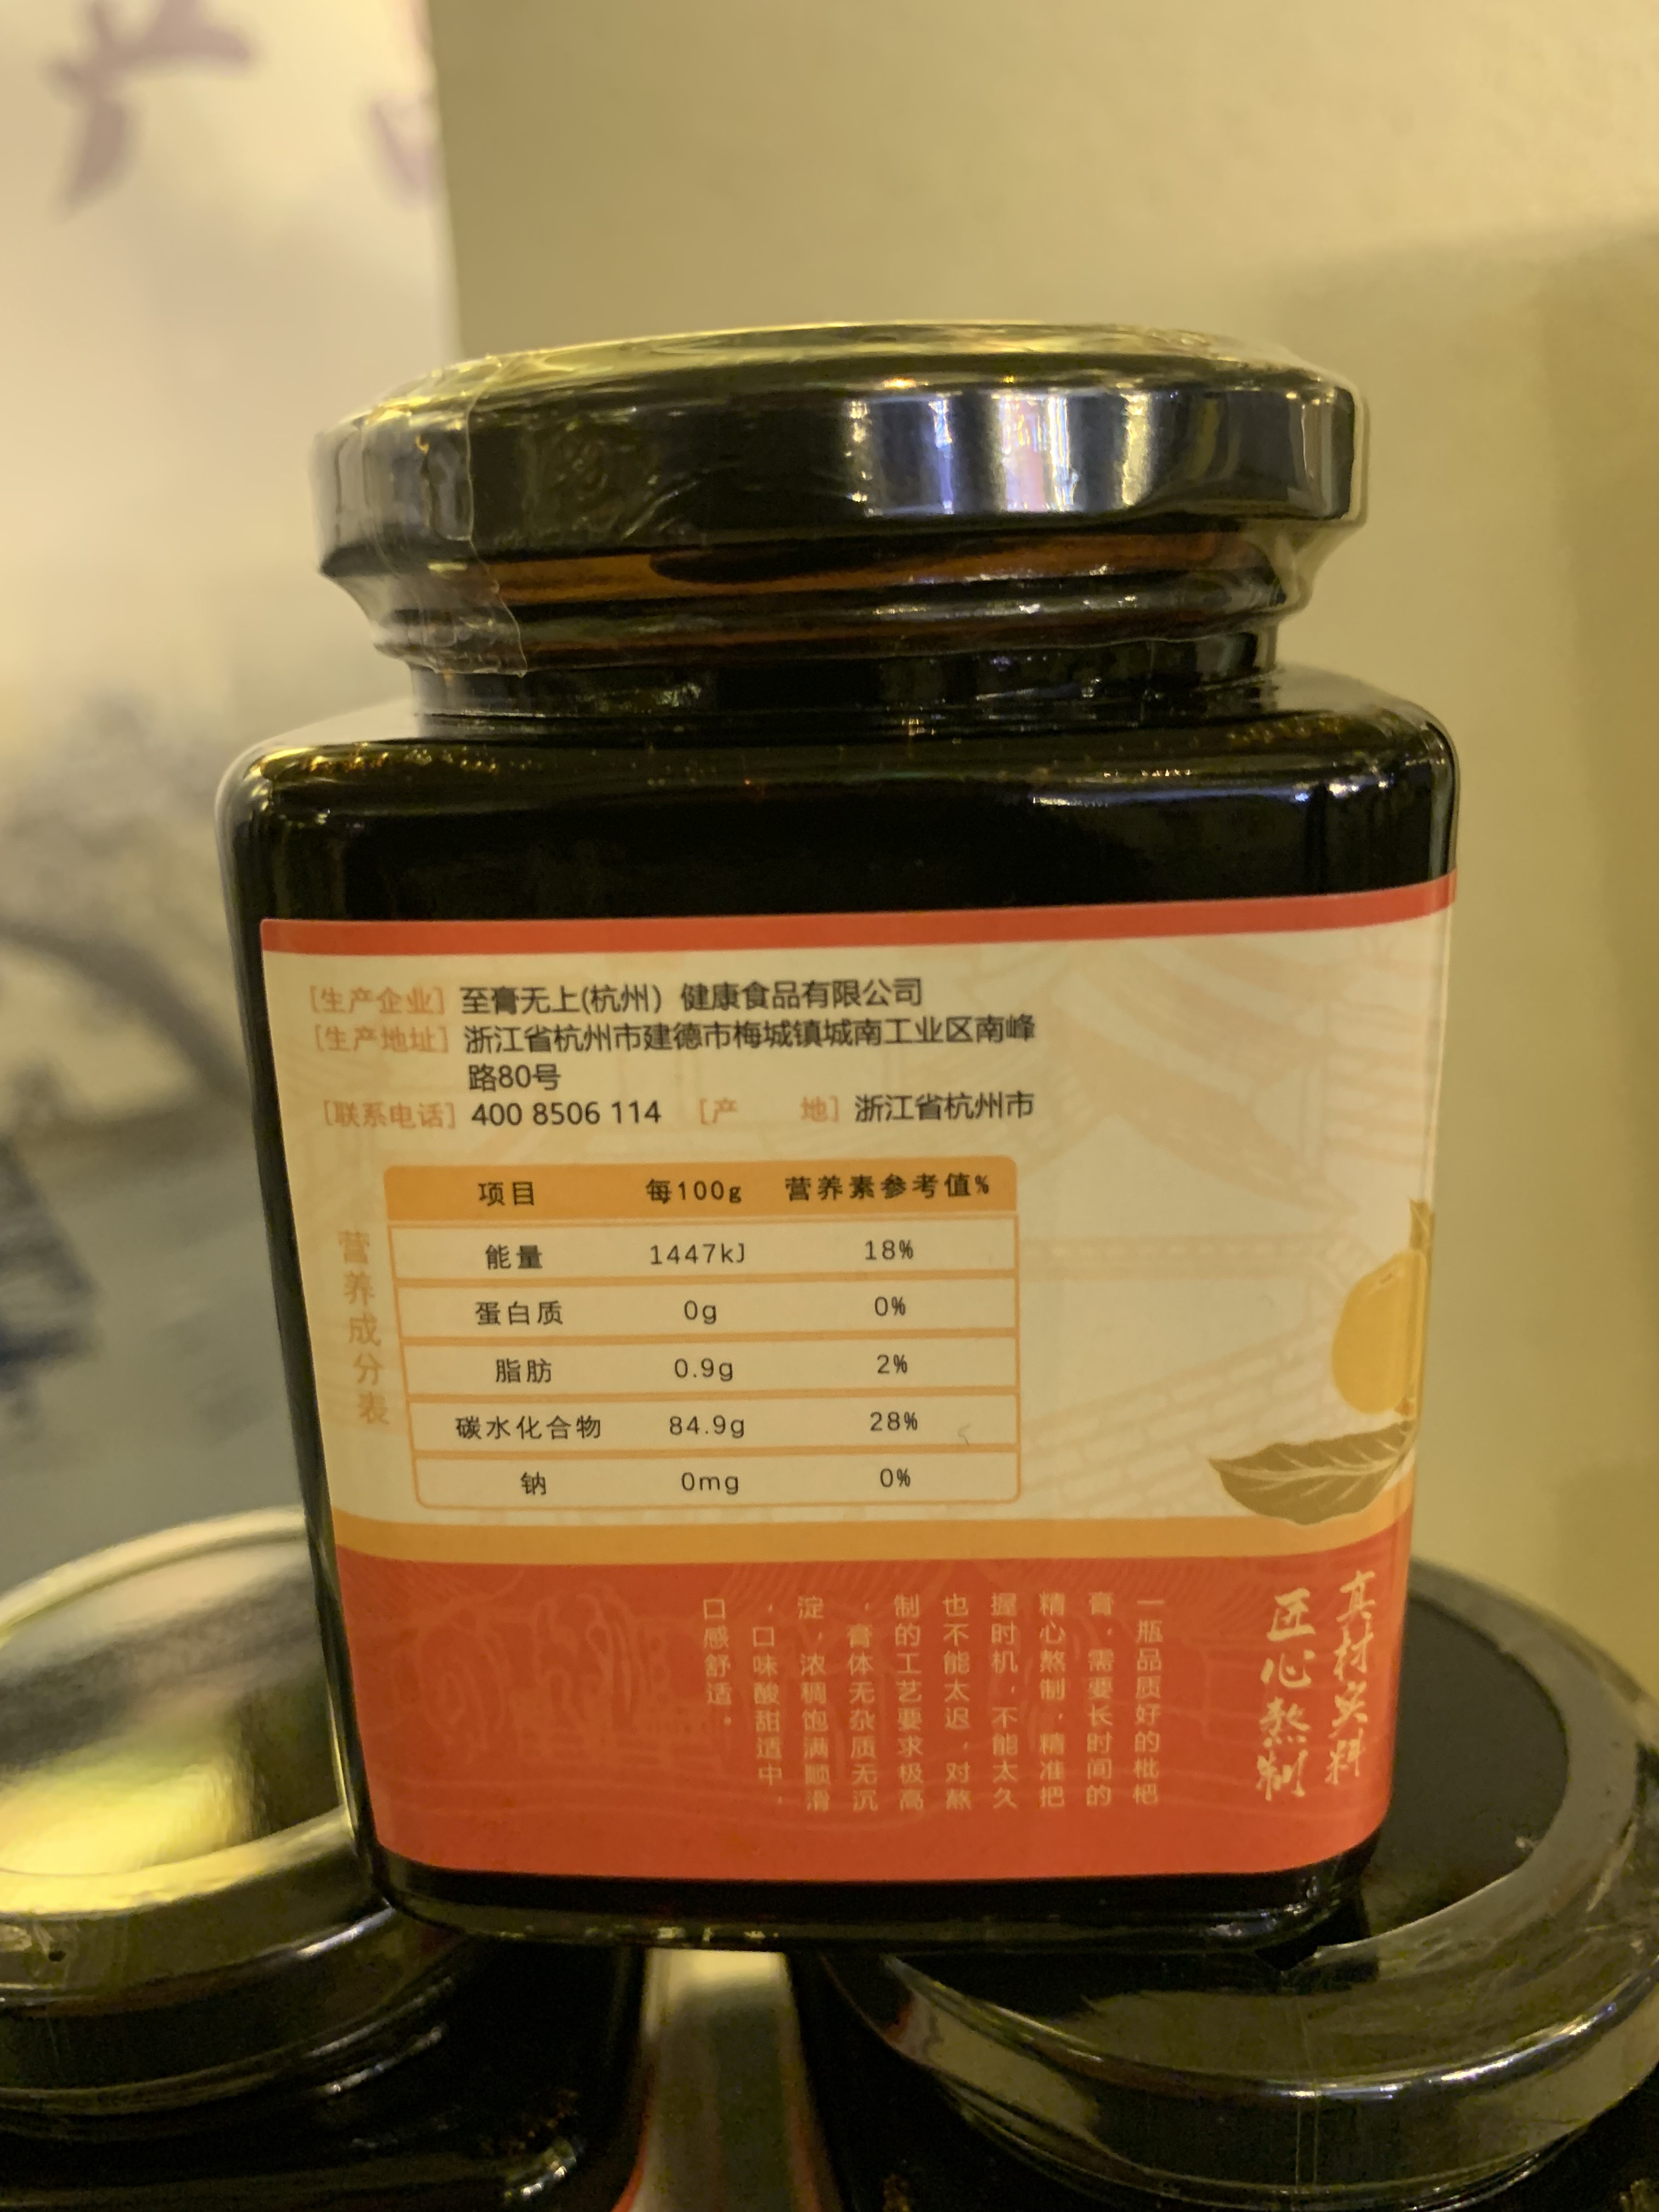 [生产企业] 至膏无上(杭州）健康食品有限公司
[生产地址] 浙江省杭州市建德市梅城镇城南工业区南峰
路80号
[联系电话] 400 8506 114 [产 地] 浙江省杭州市
营养成分表
项目 每100g 营养素参考值%
能量 1447kJ 18%
蛋白质 0g 0%
脂肪 0.9g 2%
碳水化合物 84.9g 28%
钠 0mg 0%
真材实料
匠心熬制
一瓶品质好的枇杷
膏，需要长时间的
精心熬制，精准把
握时机，不能太久
也不能太迟，对熬
制的工艺要求极高
，膏体无杂质无沉
淀，浓稠饱满顺滑
，口味酸甜适中，
口感舒适。